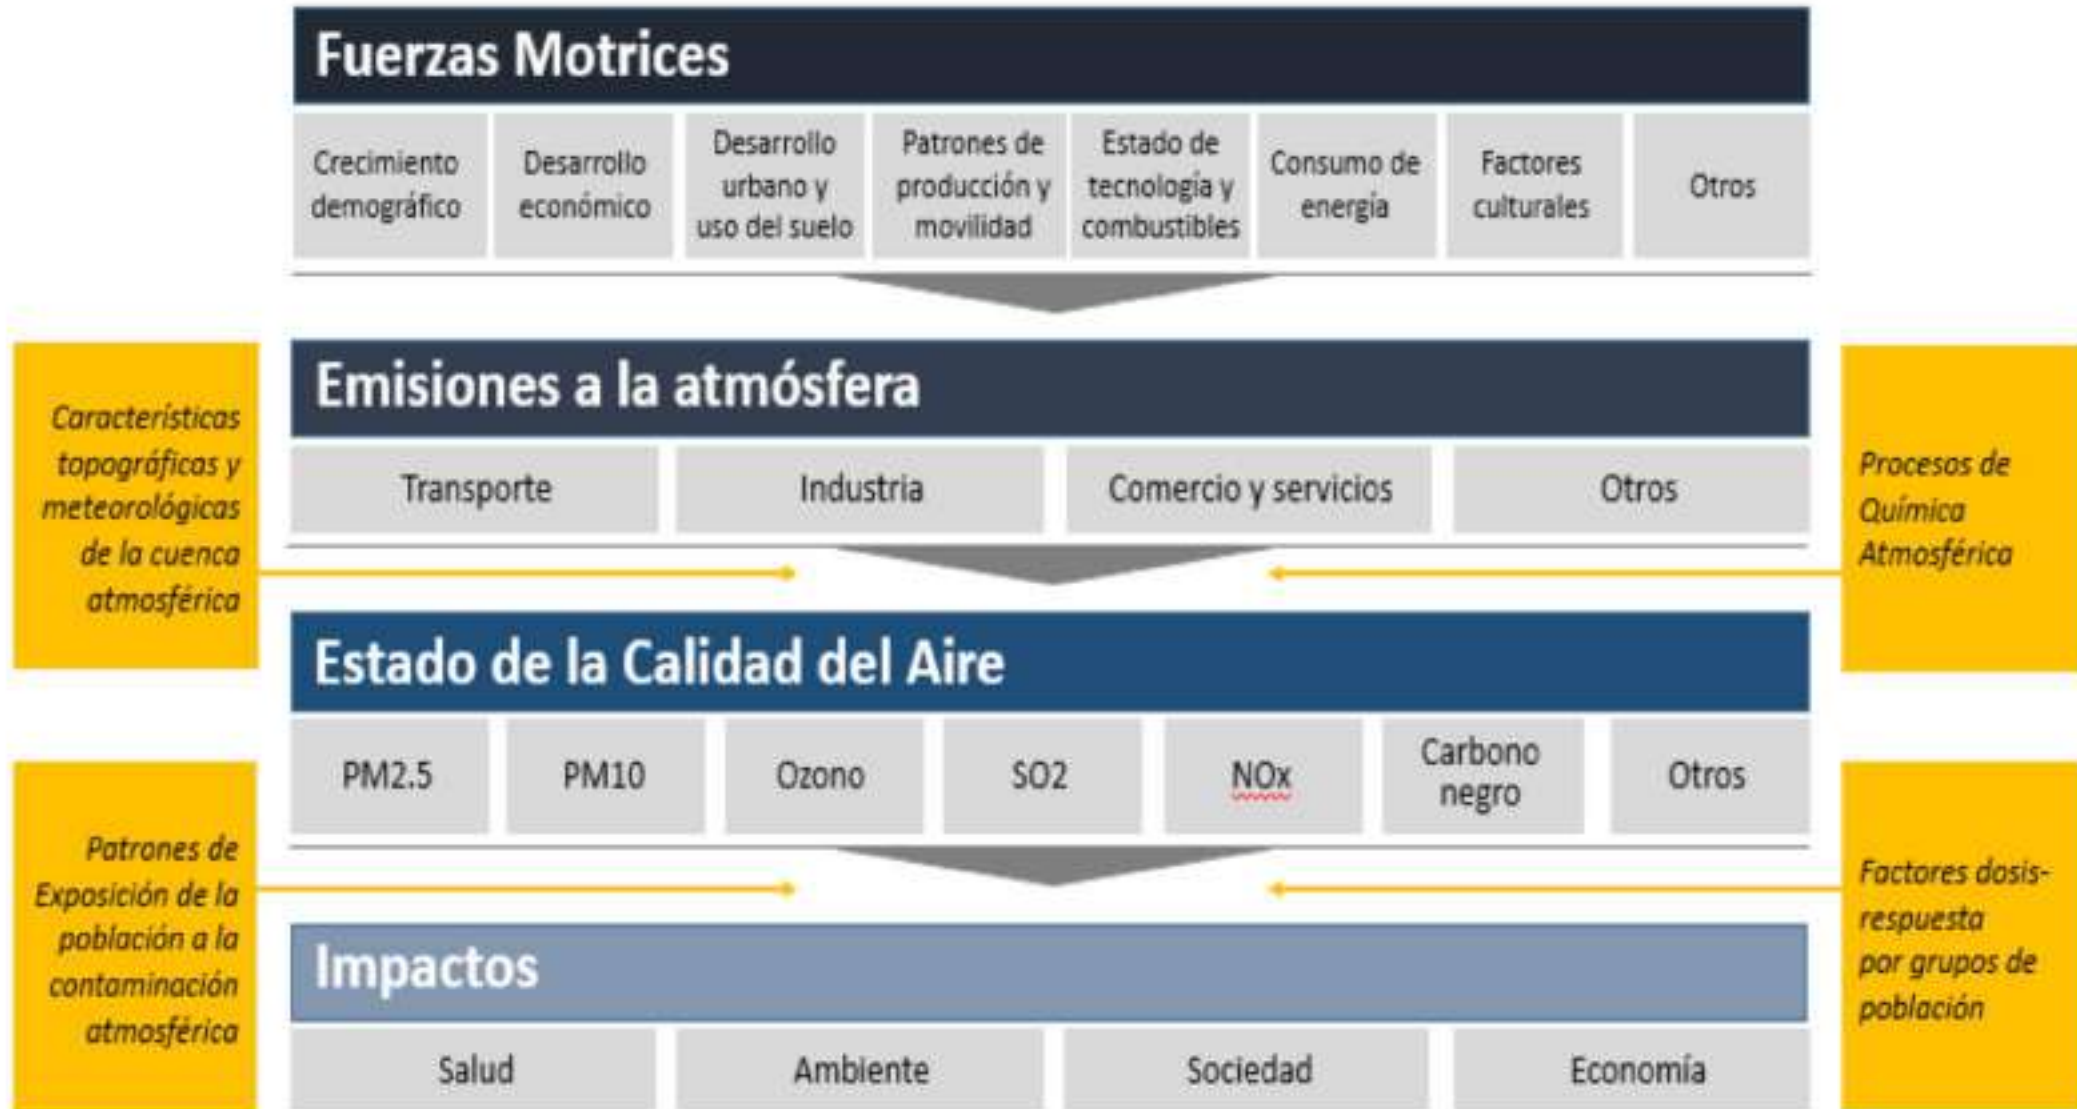 Fuerzas Motrices
Crecimiento
demográfico
Desarrollo
económico
Desarrollo
urbano y
uso del suelo
Patrones de
producción y
movilidad
Estado de
tecnología y
combustibles
Consumo de
energía
Factores
culturales
Otros
Características
topográficas y
meteorológicas
de la cuenca
atmosférica
Emisiones a la atmósfera
Transporte
Industria
Comercio y servicios
Otros
Procesos de
Química
Atmosférica
Estado de la Calidad del Aire
PM2.5
PM10
Ozono
SO2
NOx
Carbono
negro
Otros
Patrones de
Exposición de la
población a la
contaminación
atmosférica
Factores dosis-
respuesta
por grupos de
población
Impactos
Salud
Ambiente
Sociedad
Economía